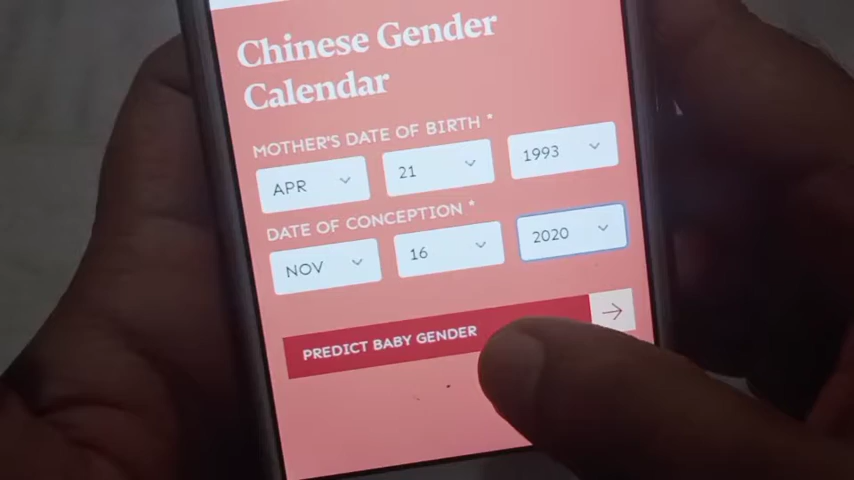 Chinese Gender
Calendar
MOTHER'S DATE OF BIRTH *
APR 21 1993
DATE OF CONCEPTION *
NOV 16 2020
PREDICT BABY GENDER